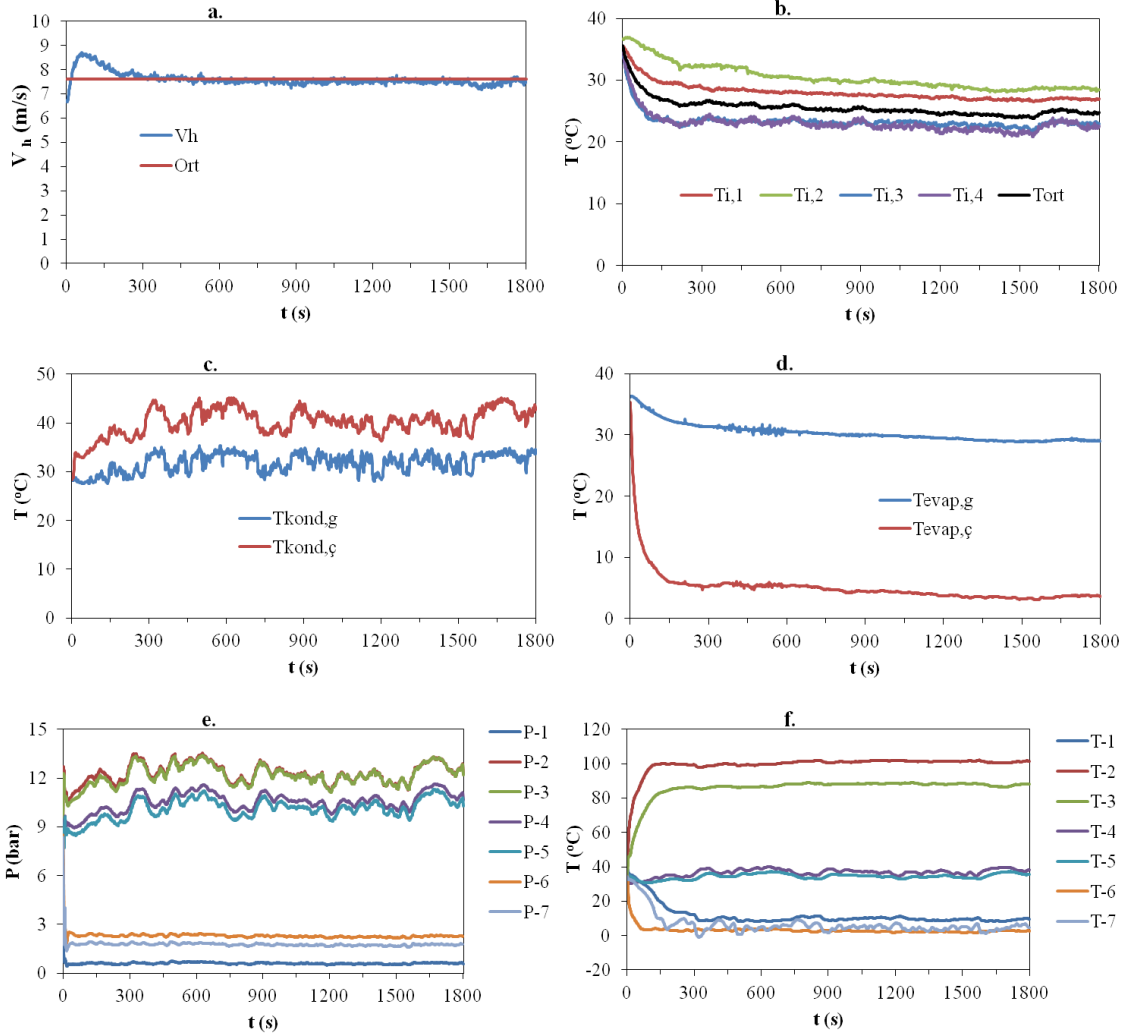 a.
10
9
8
7
6
5
4
3
2
1
0
V h (m/s)
Vh
Ort
0 300 600 900 1200 1500 1800
t (s)
b.
40
30
20
10
0
T (°C)
Ti,1 Ti,2 Ti,3 Ti,4 Tort
0 300 600 900 1200 1500 1800
t (s)
c.
50
40
30
20
10
0
T (°C)
Tkond,g
Tkond,ç
0 300 600 900 1200 1500 1800
t (s)
d.
40
30
20
10
0
T (°C)
Tevap,g
Tevap,ç
0 300 600 900 1200 1500 1800
t (s)
e.
15
12
9
6
3
0
P (bar)
P-1
P-2
P-3
P-4
P-5
P-6
P-7
0 300 600 900 1200 1500 1800
t (s)
f.
120
100
80
60
40
20
0
-20
T (°C)
T-1
T-2
T-3
T-4
T-5
T-6
T-7
0 300 600 900 1200 1500 1800
t (s)